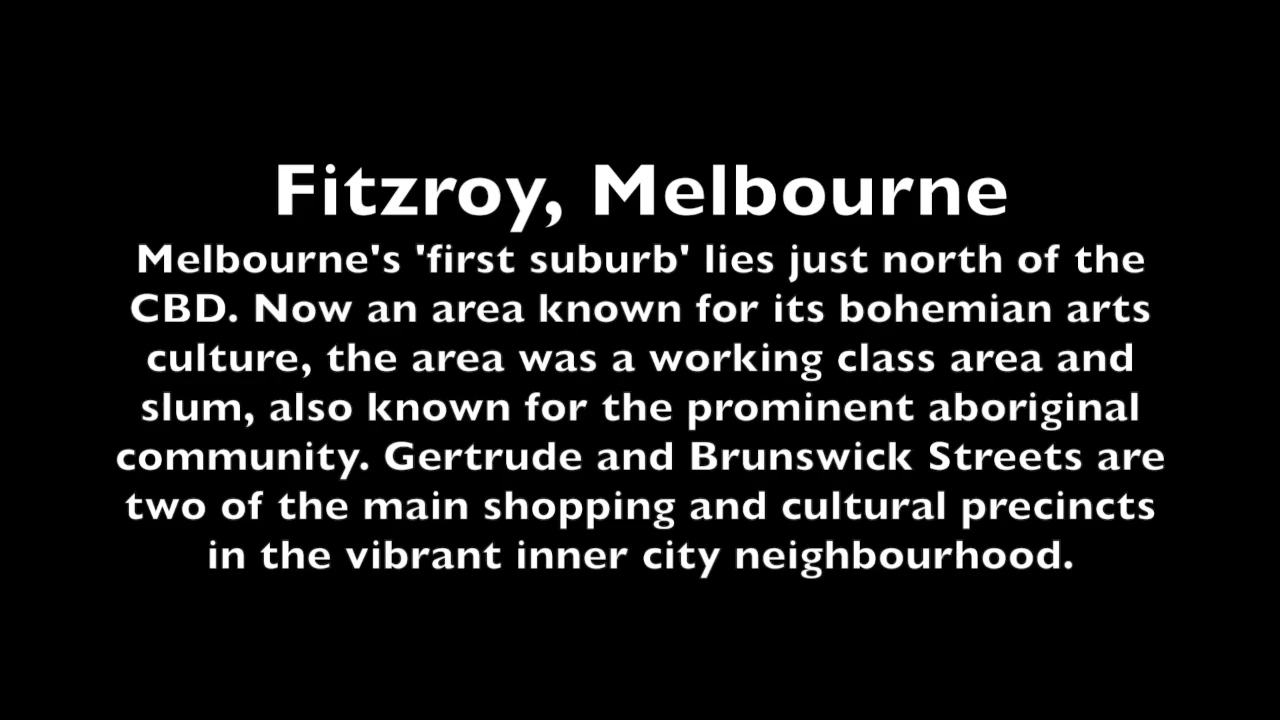 Fitzroy, Melbourne
Melbourne's 'first suburb' lies just north of the
CBD. Now an area known for its bohemian arts
culture, the area was a working class area and
slum, also known for the prominent aboriginal
community. Gertrude and Brunswick Streets are
two of the main shopping and cultural precincts
in the vibrant inner city neighbourhood.